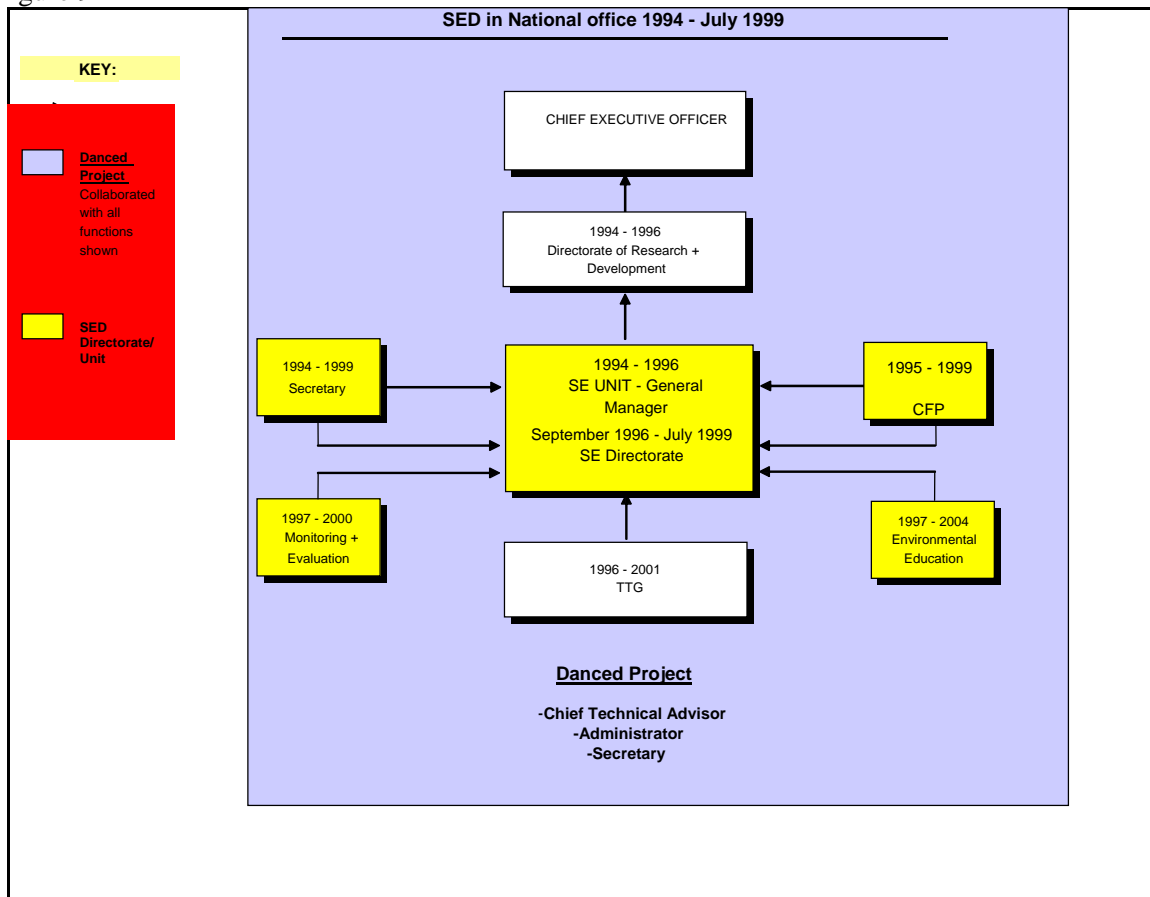 SED in National office 1994 - July 1999
KEY:
Danced
Project
Collaborated
with all
functions
shown
SED
Directorate/
Unit
CHIEF EXECUTIVE OFFICER
1994 - 1996
Directorate of Research +
Development
1994 - 1999
Secretary
1994 - 1996
SE UNIT - General
Manager
September 1996 - July 1999
SE Directorate
1995 - 1999
CFP
1997 - 2000
Monitoring +
Evaluation
1996 - 2001
TTG
1997 - 2004
Environmental
Education
Danced Project
-Chief Technical Advisor
-Administrator
-Secretary